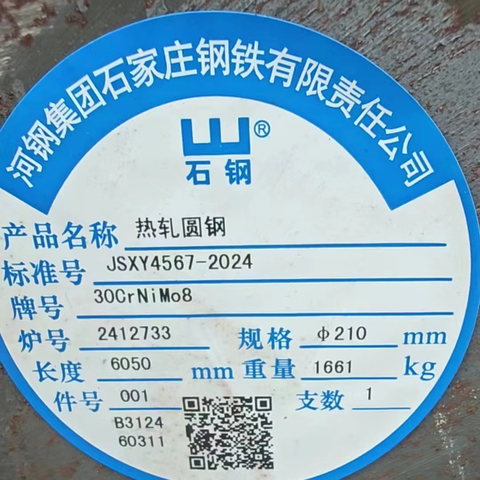 河钢集团石家庄钢铁有限责任公司
®
石钢
产品名称 热轧圆钢
标准号 JSXY4567-2024
牌号 30CrNiMo8
炉号 2412733 规格 φ210 mm
长度 6050 mm 重量 1661 kg
件号 001 支数 1
B3124
60311